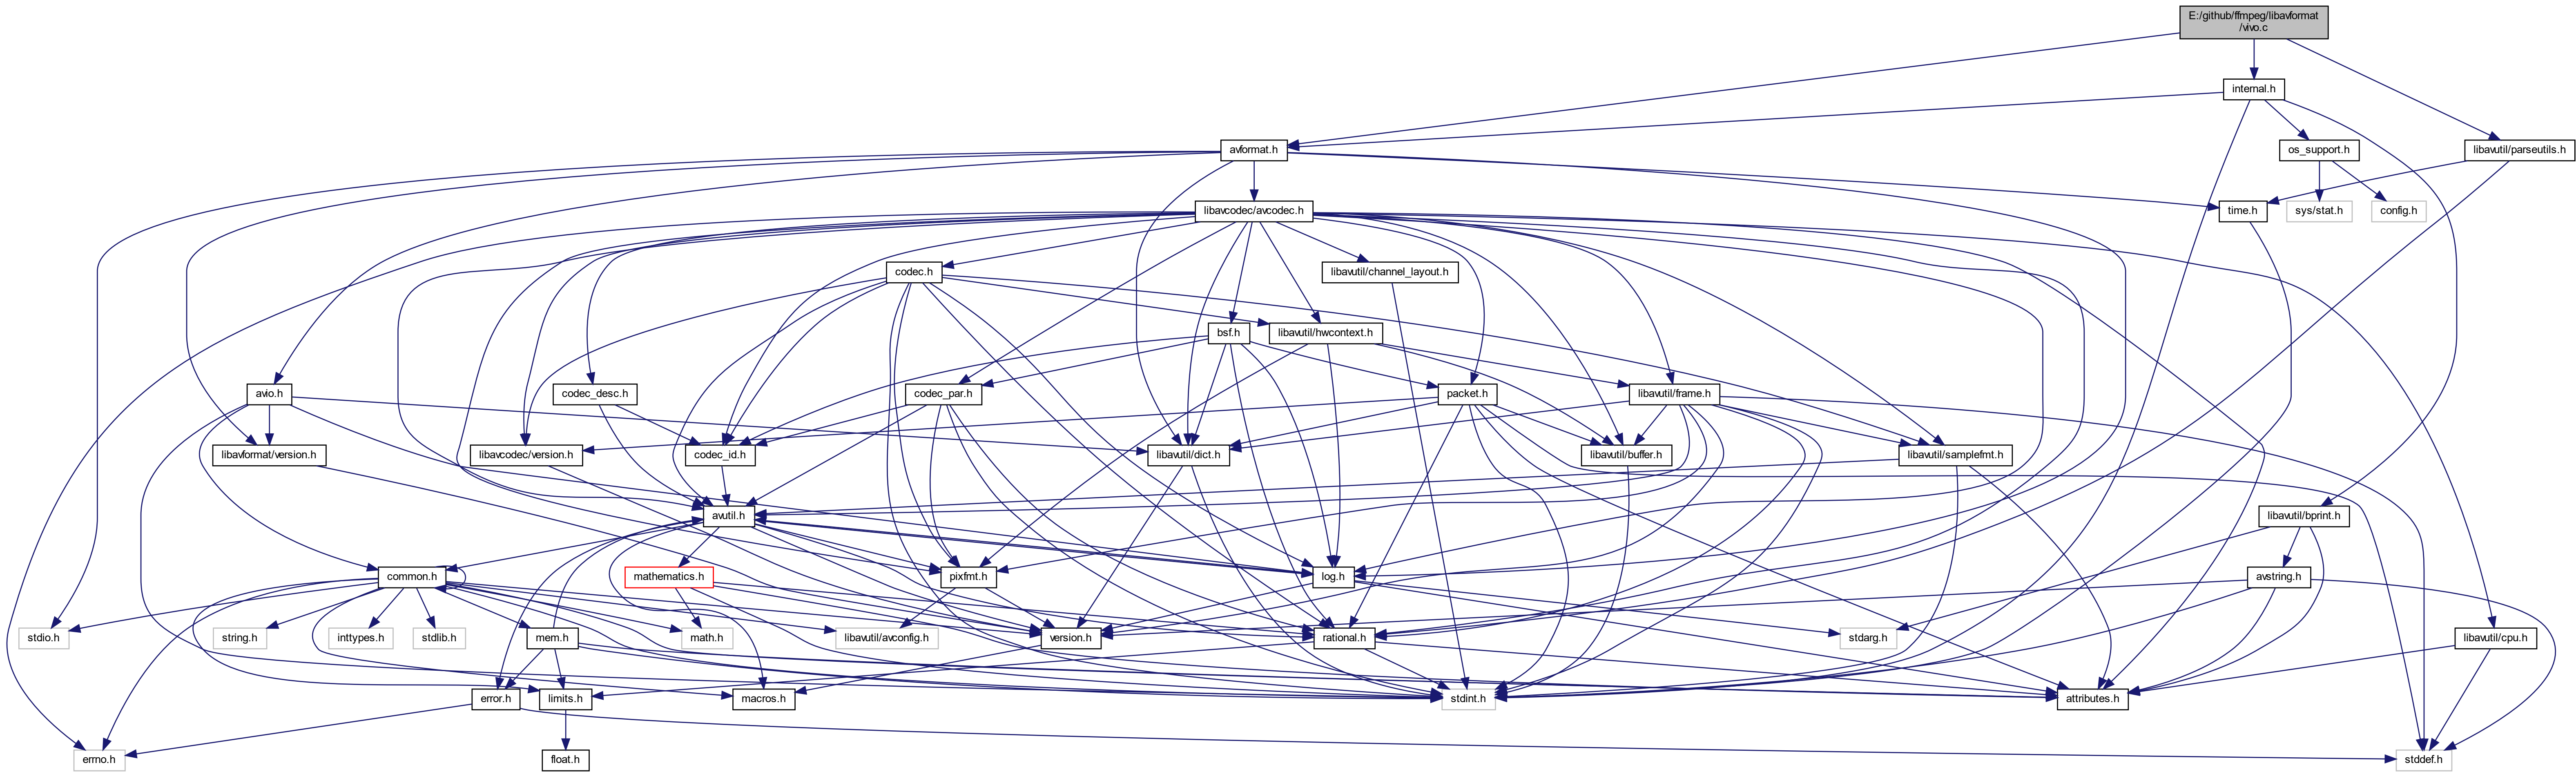 E:/github/ffmpeg/libavformat
/vivo.c
internal.h
avformat.h
os_support.h
libavutil/parseutils.h
libavcodec/avcodec.h
time.h
sys/stat.h
config.h
codec.h
libavutil/channel_layout.h
bsf.h
libavutil/hwcontext.h
avio.h
codec_desc.h
codec_par.h
packet.h
libavutil/frame.h
libavformat/version.h
libavcodec/version.h
codec_id.h
libavutil/dict.h
libavutil/buffer.h
libavutil/samplefmt.h
avutil.h
libavutil/bprint.h
common.h
mathematics.h
pixfmt.h
log.h
avstring.h
stdio.h
string.h
inttypes.h
stdlib.h
mem.h
math.h
libavutil/avconfig.h
version.h
rational.h
stdarg.h
libavutil/cpu.h
error.h
limits.h
macros.h
stdint.h
attributes.h
errno.h
float.h
stddef.h